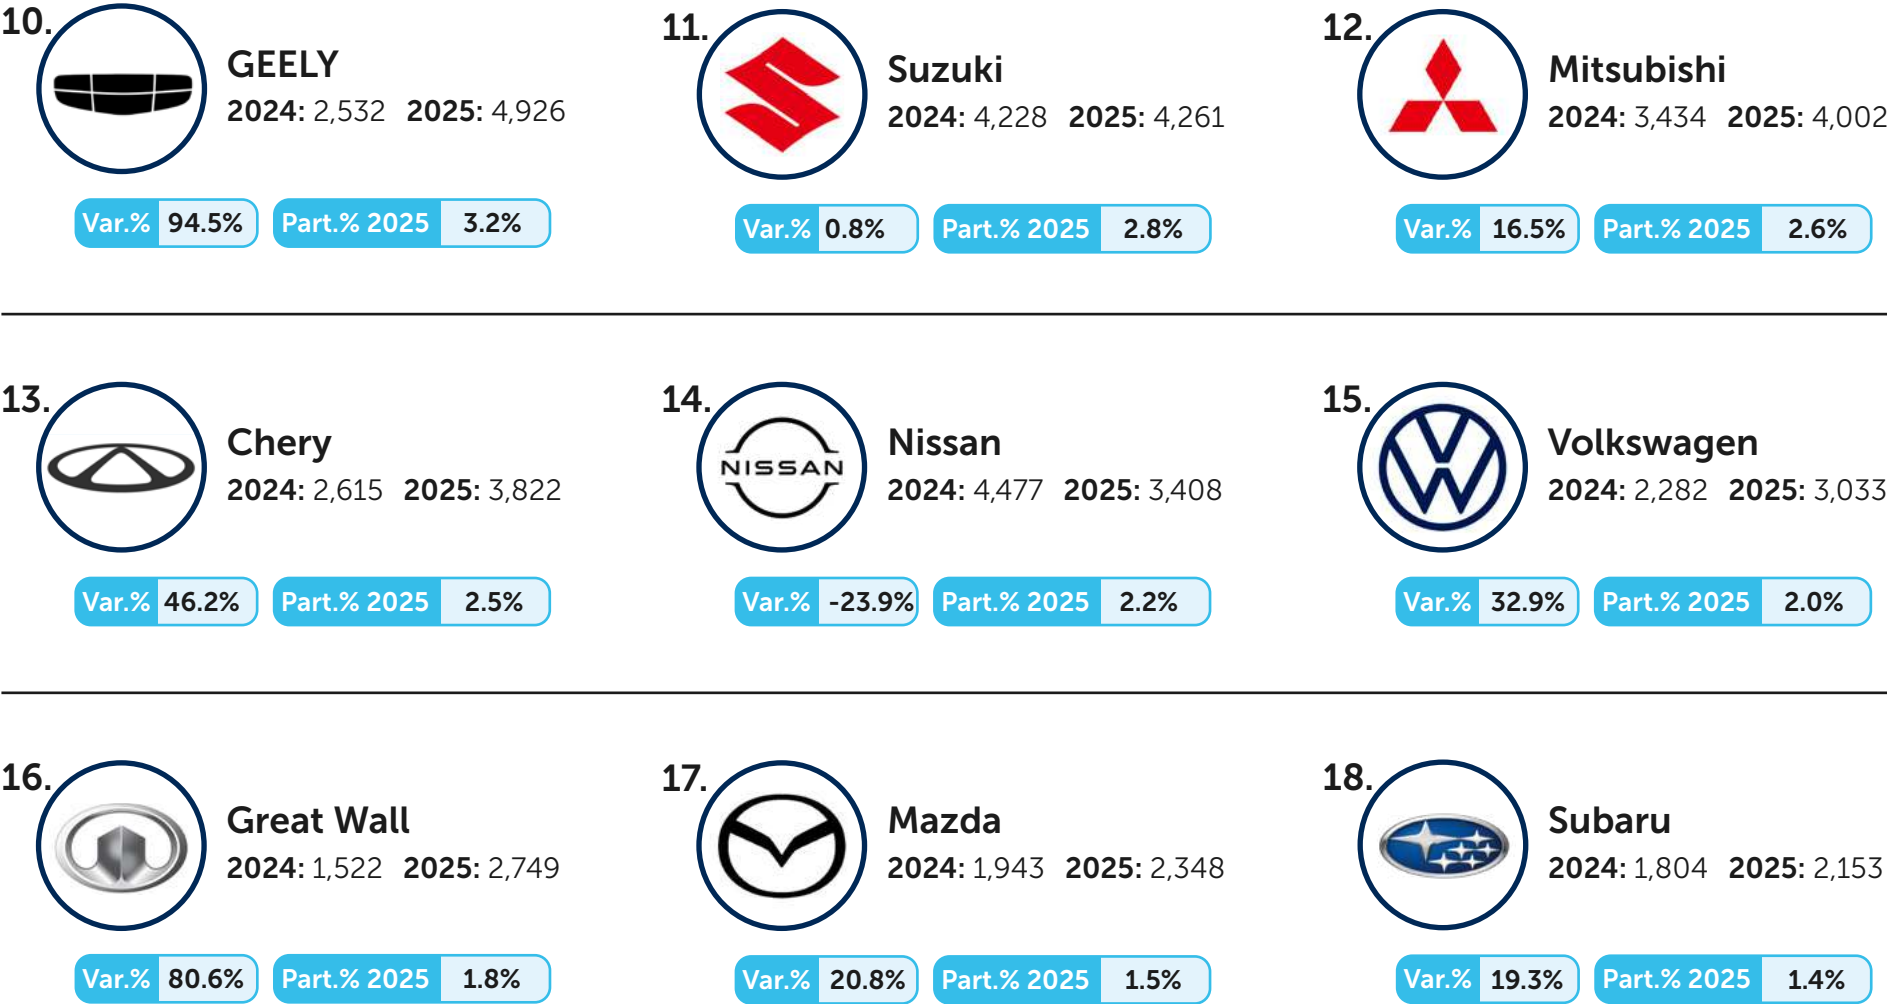 10.
GEELY
2024: 2,532 2025: 4,926
Var.% 94.5% Part.% 2025 3.2%
11.
Suzuki
2024: 4,228 2025: 4,261
Var.% 0.8% Part.% 2025 2.8%
12.
Mitsubishi
2024: 3,434 2025: 4,002
Var.% 16.5% Part.% 2025 2.6%
13.
Chery
2024: 2,615 2025: 3,822
Var.% 46.2% Part.% 2025 2.5%
14.
NISSAN
Nissan
2024: 4,477 2025: 3,408
Var.% -23.9% Part.% 2025 2.2%
15.
Volkswagen
2024: 2,282 2025: 3,033
Var.% 32.9% Part.% 2025 2.0%
16.
Great Wall
2024: 1,522 2025: 2,749
Var.% 80.6% Part.% 2025 1.8%
17.
Mazda
2024: 1,943 2025: 2,348
Var.% 20.8% Part.% 2025 1.5%
18.
Subaru
2024: 1,804 2025: 2,153
Var.% 19.3% Part.% 2025 1.4%